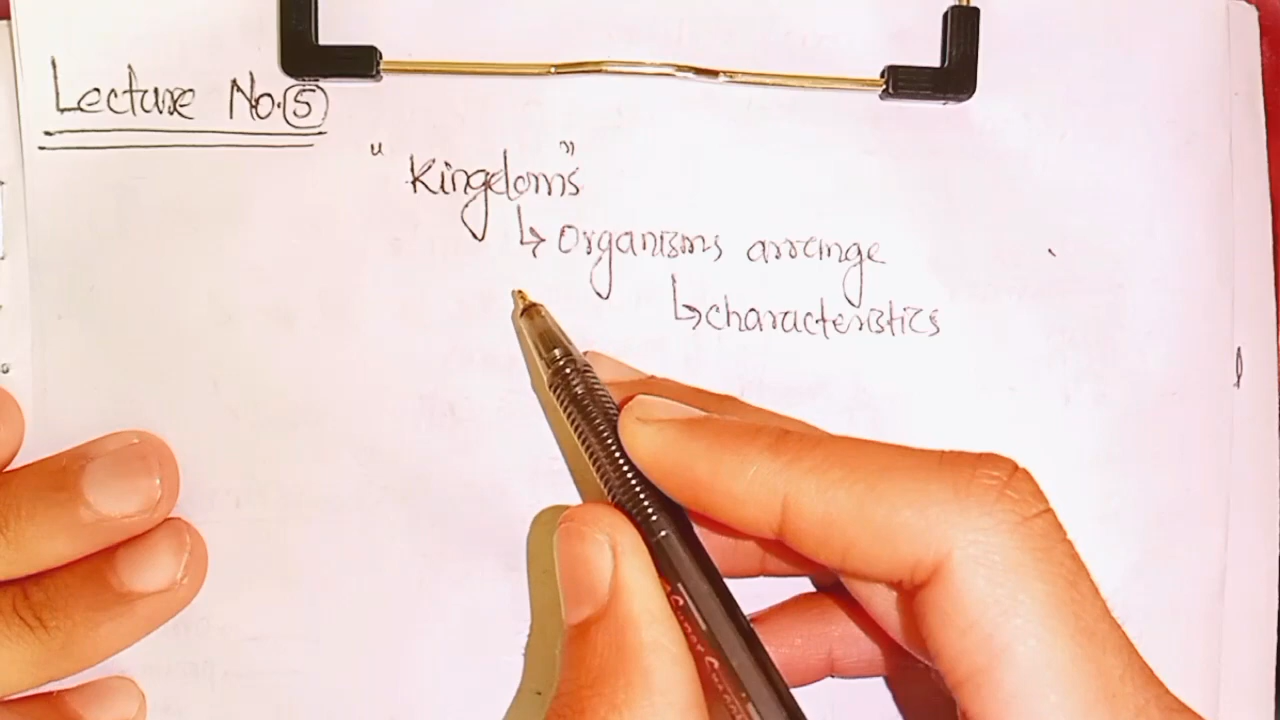 Lecture No. 5
"Kingdoms"
↳ Organisms arrange
↳ characteristics